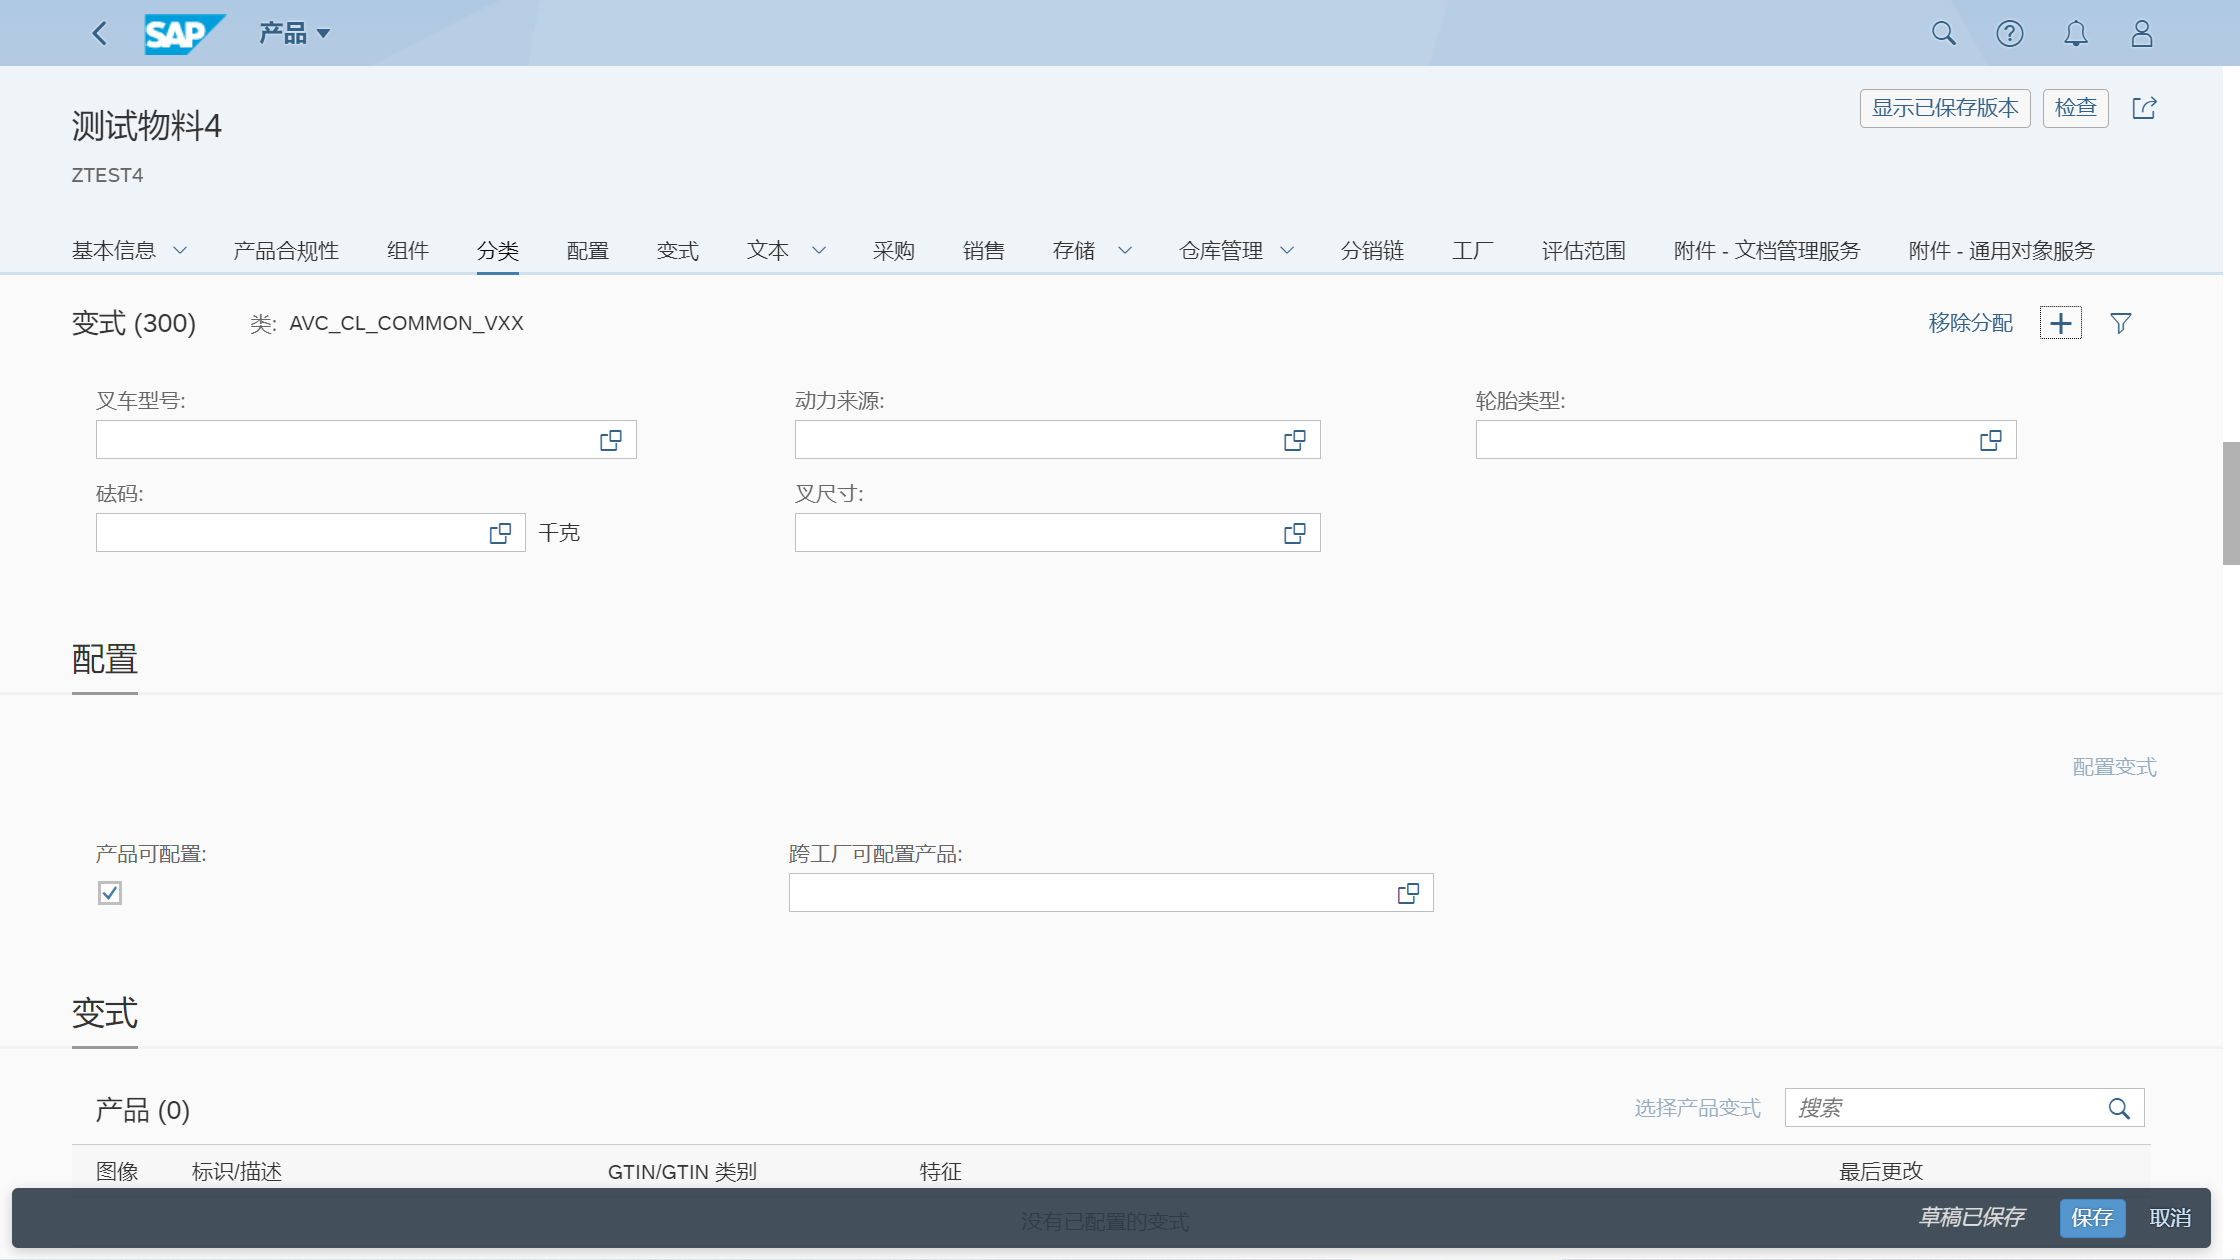 SAP 产品
测试物料4
ZTEST4
显示已保存版本 检查
基本信息 产品合规性 组件 分类 配置 变式 文本 采购 销售 存储 仓库管理 分销链 工厂 评估范围 附件 - 文档管理服务 附件 - 通用对象服务
变式 (300) 类: AVC_CL_COMMON_VXX 移除分配
叉车型号: 动力来源: 轮胎类型:
砝码: 叉尺寸:
千克
配置
配置变式
产品可配置: 跨工厂可配置产品:
变式
产品 (0) 选择产品变式 搜索
图像 标识/描述 GTIN/GTIN 类别 特征 最后更改
没有已配置的变式
草稿已保存 保存 取消